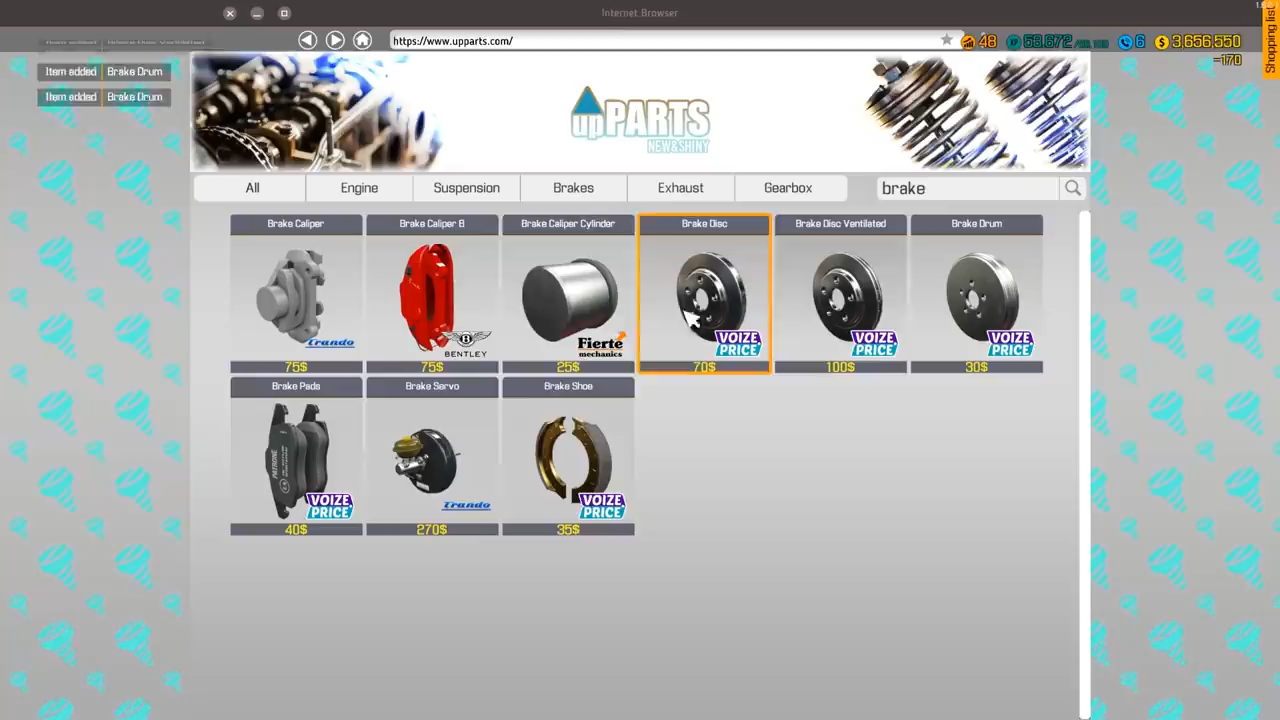 Internet Browser
https://www.upparts.com/
48
6
$ 3,656,550
-170
Shopping list
Item added Brake Drum
Item added Brake Drum
upPARTS
NEW&SHINY
All Engine Suspension Brakes Exhaust Gearbox brake
Brake Caliper Brake Caliper B Brake Caliper Cylinder Brake Disc Brake Disc Ventilated Brake Drum
Trando BENTLEY Fierte mechanics VOIZE PRICE VOIZE PRICE VOIZE PRICE
75$ 75$ 25$ 70$ 100$ 30$
Brake Pads Brake Servo Brake Shoe
PATRONE
VOIZE PRICE Trando VOIZE PRICE
40$ 270$ 35$